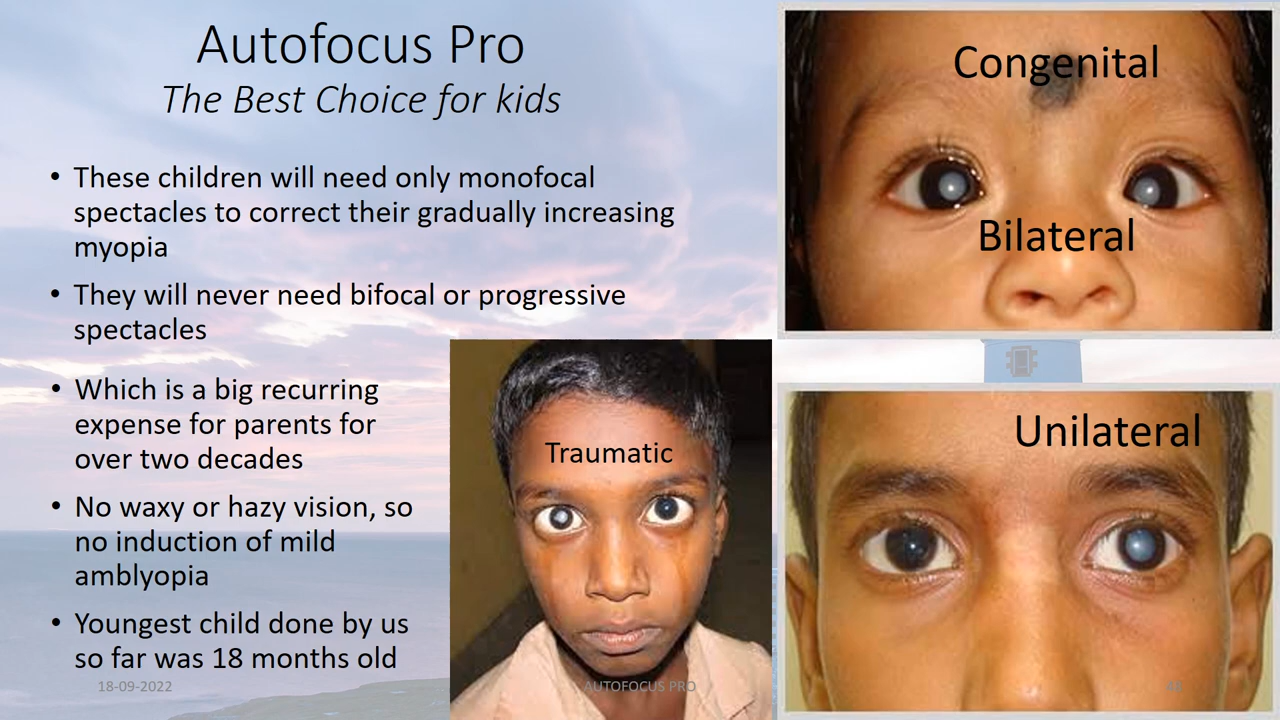 Autofocus Pro
The Best Choice for kids
• These children will need only monofocal
spectacles to correct their gradually increasing
myopia
• They will never need bifocal or progressive
spectacles
• Which is a big recurring
expense for parents for
over two decades
• No waxy or hazy vision, so
no induction of mild
amblyopia
• Youngest child done by us
so far was 18 months old
Traumatic
Congenital
Bilateral
Unilateral
18-09-2022
AUTOFOCUS PRO